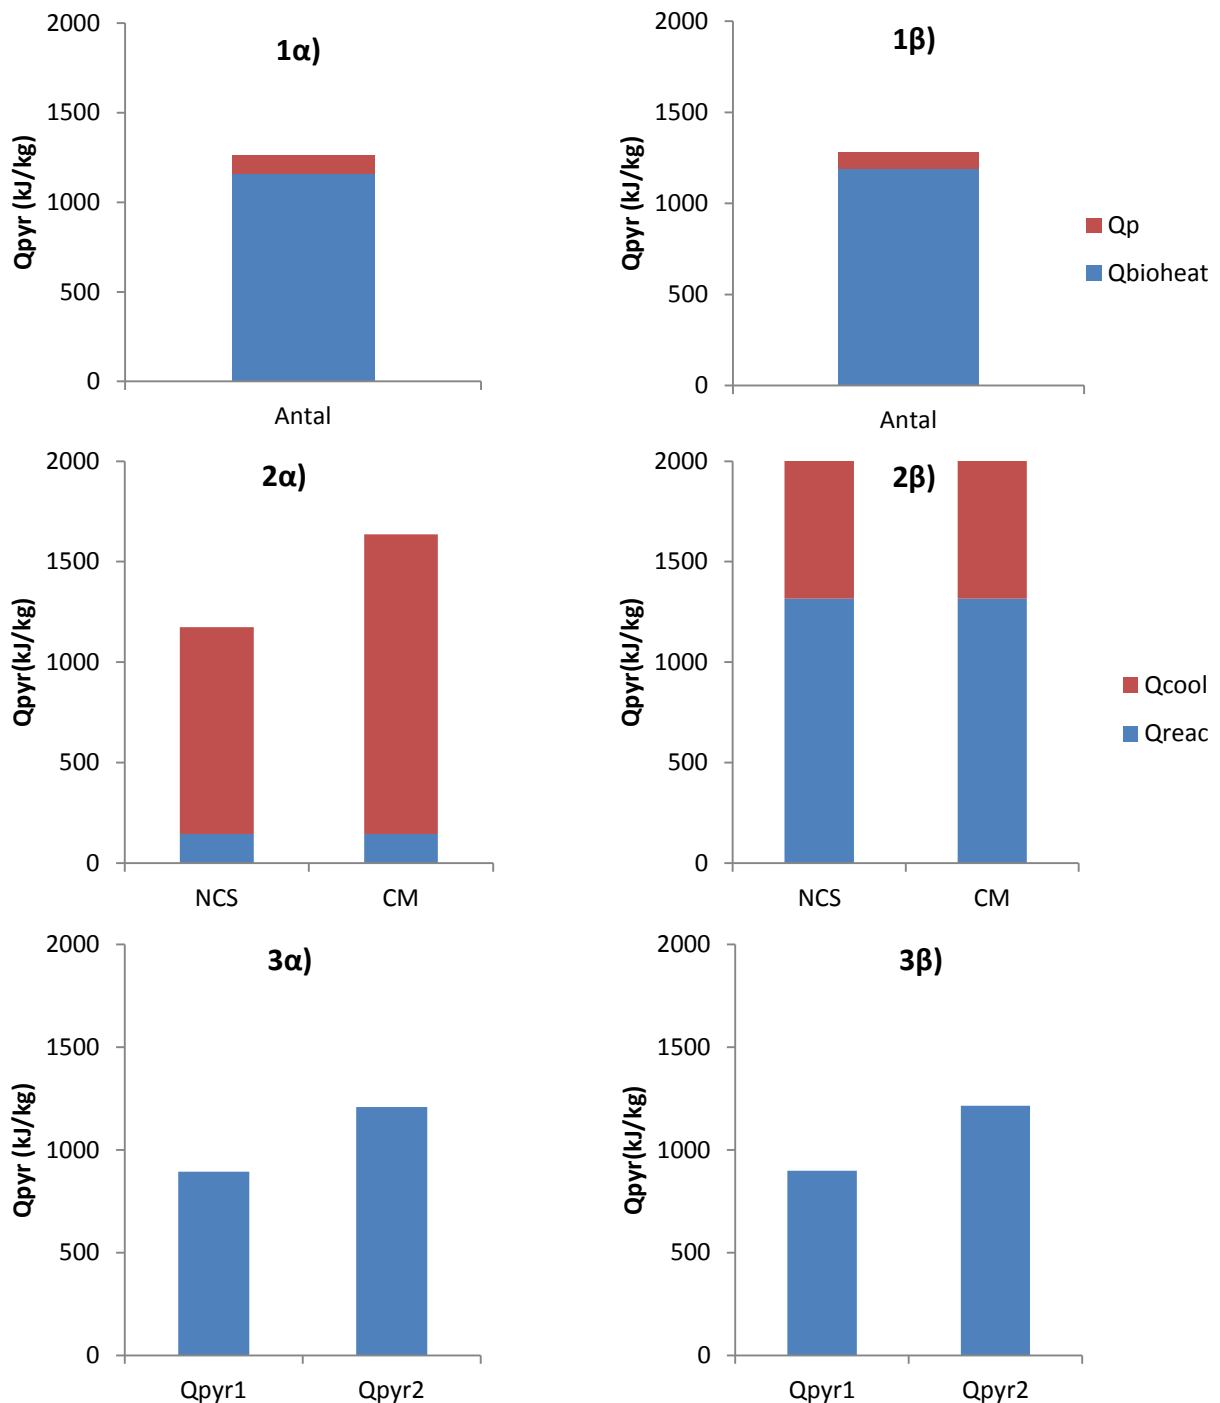 1α)
2000
1500
1000
500
0
Qpyr (kJ/kg)
Antal
1β)
2000
1500
1000
500
0
Qpyr (kJ/kg)
Antal
Qp
Qbioheat
2α)
2000
1500
1000
500
0
Qpyr(kJ/kg)
NCS CM
2β)
2000
1500
1000
500
0
Qpyr(kJ/kg)
NCS CM
Qcool
Qreac
3α)
2000
1500
1000
500
0
Qpyr (kJ/kg)
Qpyr1 Qpyr2
3β)
2000
1500
1000
500
0
Qpyr(kJ/kg)
Qpyr1 Qpyr2